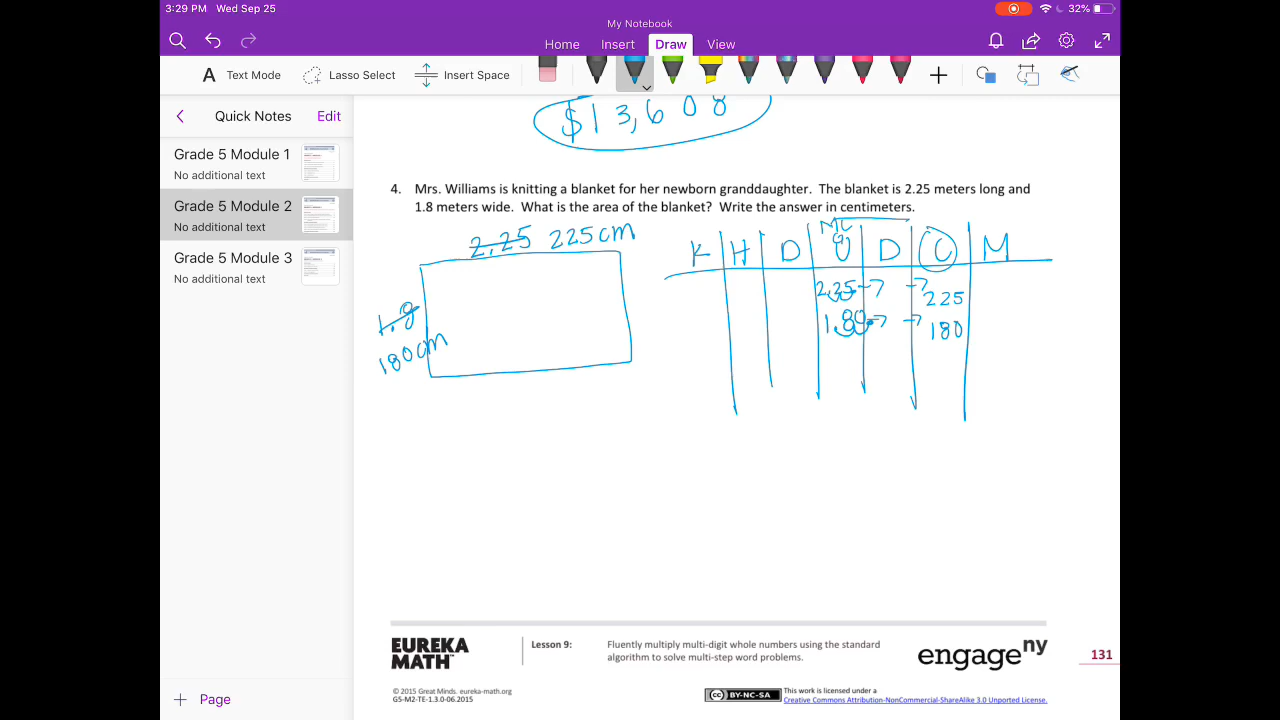 3:29 PM Wed Sep 25
32%
My Notebook
Home Insert Draw View
Text Mode Lasso Select Insert Space
Quick Notes Edit
Grade 5 Module 1
No additional text
Grade 5 Module 2
No additional text
Grade 5 Module 3
No additional text
Page
$13,608
4. Mrs. Williams is knitting a blanket for her newborn granddaughter. The blanket is 2.25 meters long and
1.8 meters wide. What is the area of the blanket? Write the answer in centimeters.
2.25 225cm
1.8
180cm
K H D U D C M
2.25 225
1.80 180
EUREKA
MATH™
Lesson 9: Fluently multiply multi-digit whole numbers using the standard
algorithm to solve multi-step word problems.
engage ny
131
© 2015 Great Minds. eureka-math.org
G5-M2-TE-1.3.0-06.2015
CC BY-NC-SA
This work is licensed under a
Creative Commons Attribution-NonCommercial-ShareAlike 3.0 Unported License.